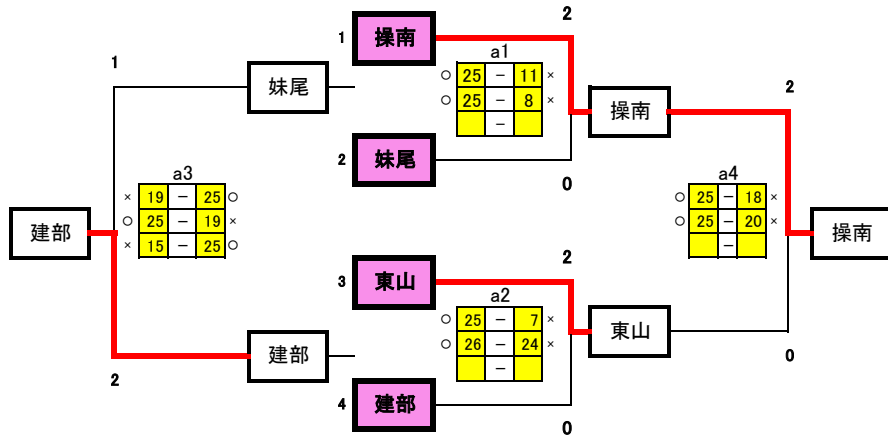 2
1 操南
1
a1
妹尾
○ 25 － 11 ×
2
○ 25 － 8 ×
操南
－
2 妹尾
0
a3
a4
× 19 － 25 ○
○ 25 － 18 ×
建部
○ 25 － 19 ×
○ 25 － 20 ×
操南
× 15 － 25 ○
－
2
3 東山
a2
○ 25 － 7 ×
建部
○ 26 － 24 ×
東山
－
2
0
4 建部
0